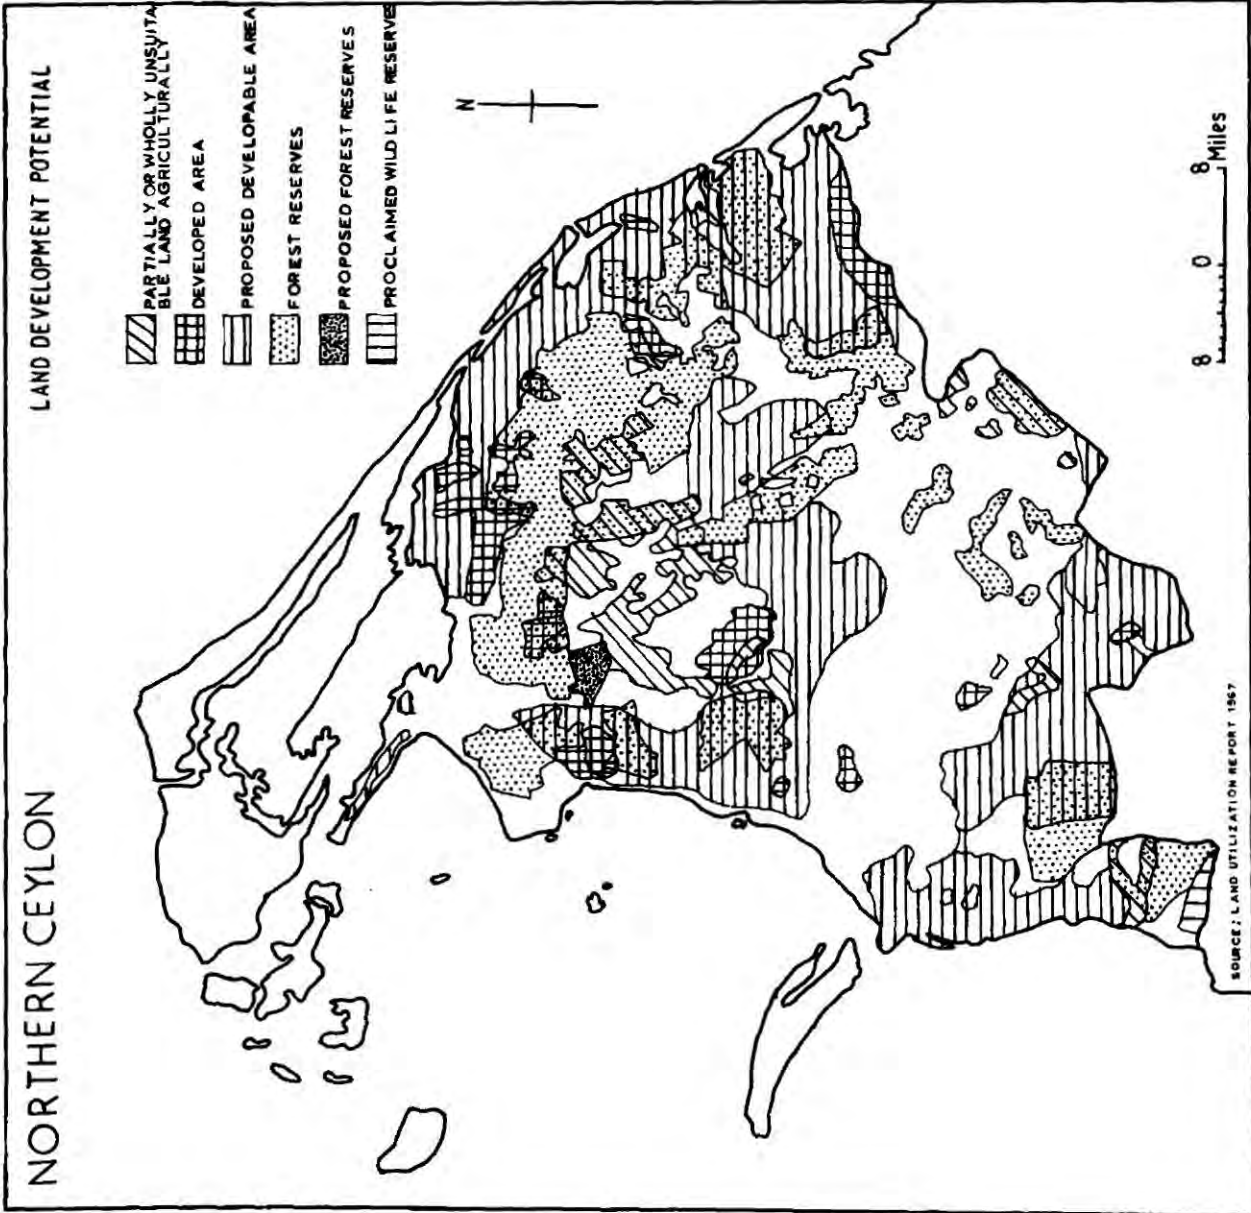 NORTHERN CEYLON
LAND DEVELOPMENT POTENTIAL
PARTIALLY OR WHOLLY UNSUITA-
BLE LAND AGRICULTURALLY
DEVELOPED AREA
PROPOSED DEVELOPABLE AREA
FOREST RESERVES
PROPOSED FOREST RESERVES
PROCLAIMED WILD LIFE RESERVE
N
8 0 8
Miles
SOURCE: LAND UTILIZATION REPORT 1967